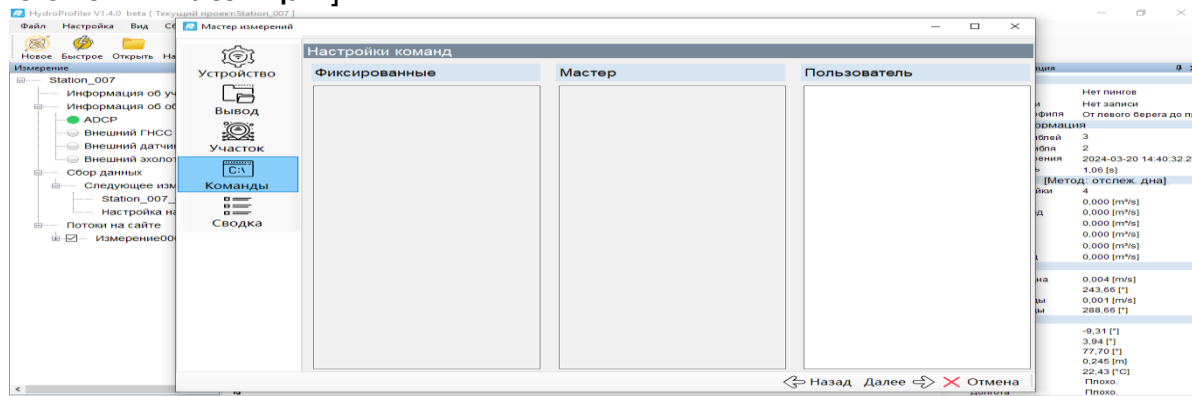 HydroProfiler V1.4.0 beta [ Текущий проект:Station_007 ]
Файл Настройка Вид
Новое Быстрое Открыть
Измерение
Station_007
Информация об
Информация об
ADCP
Внешний ГНСС
Внешний
Внешний
Сбор данных
Следующее
Station_007_
Настройка
Потоки на сайте
Мастер измерений
Устройство
Вывод
Участок
C:\
Команды
Сводка
Настройки команд
Фиксированные Мастер Пользователь
Назад Далее Отмена
Нет пингов
Нет записи
От левого берега до
3
2
2024-03-20 14:40:32.2
1,06 [s]
[Метод: отслеж. дна]
4
0,000 [m³/s]
0,000 [m³/s]
0,000 [m³/s]
0,000 [m³/s]
0,000 [m³/s]
0,000 [m³/s]
0,004 [m/s]
243,66 [°]
0,001 [m/s]
288,66 [°]
-9,31 [°]
3,94 [°]
77,70 [°]
0,245 [m]
22,43 [°C]
Плохо.
Долгота Плохо.